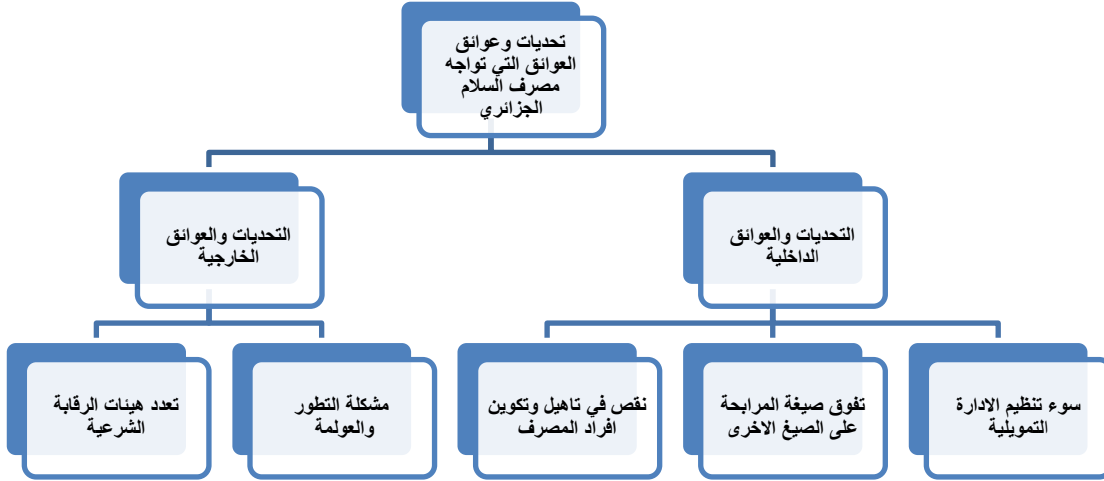 تحديات وعوائق
العوائق التي تواجه
مصرف السلام
الجزائري
التحديات والعوائق
الداخلية
التحديات والعوائق
الخارجية
سوء تنظيم الادارة
التمويلية
تفوق صيغة المرابحة
على الصيغ الاخرى
نقص في تاهيل وتكوين
افراد المصرف
مشكلة التطور
والعولمة
تعدد هيئات الرقابة
الشرعية